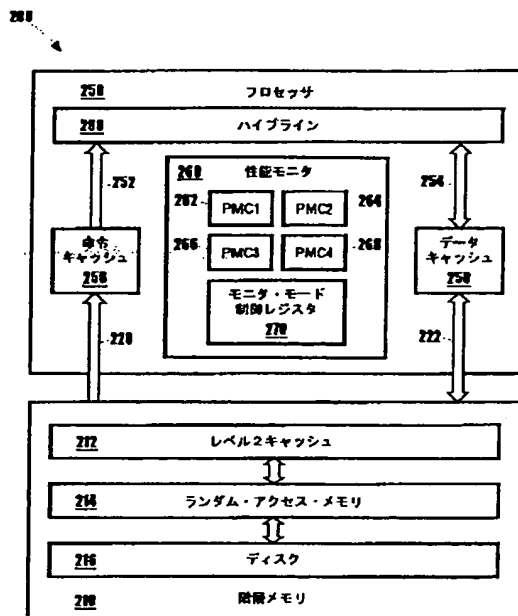 200
250 プロセッサ
280 パイプライン
252
260 性能モニタ
254
262 PMC1 PMC2 264
266 PMC3 PMC4 268
命令
キャッシュ
256
データ
キャッシュ
258
モニタ・モード
制御レジスタ
270
220
222
212 レベル2キャッシュ
214 ランダム・アクセス・メモリ
216 ディスク
210 階層メモリ